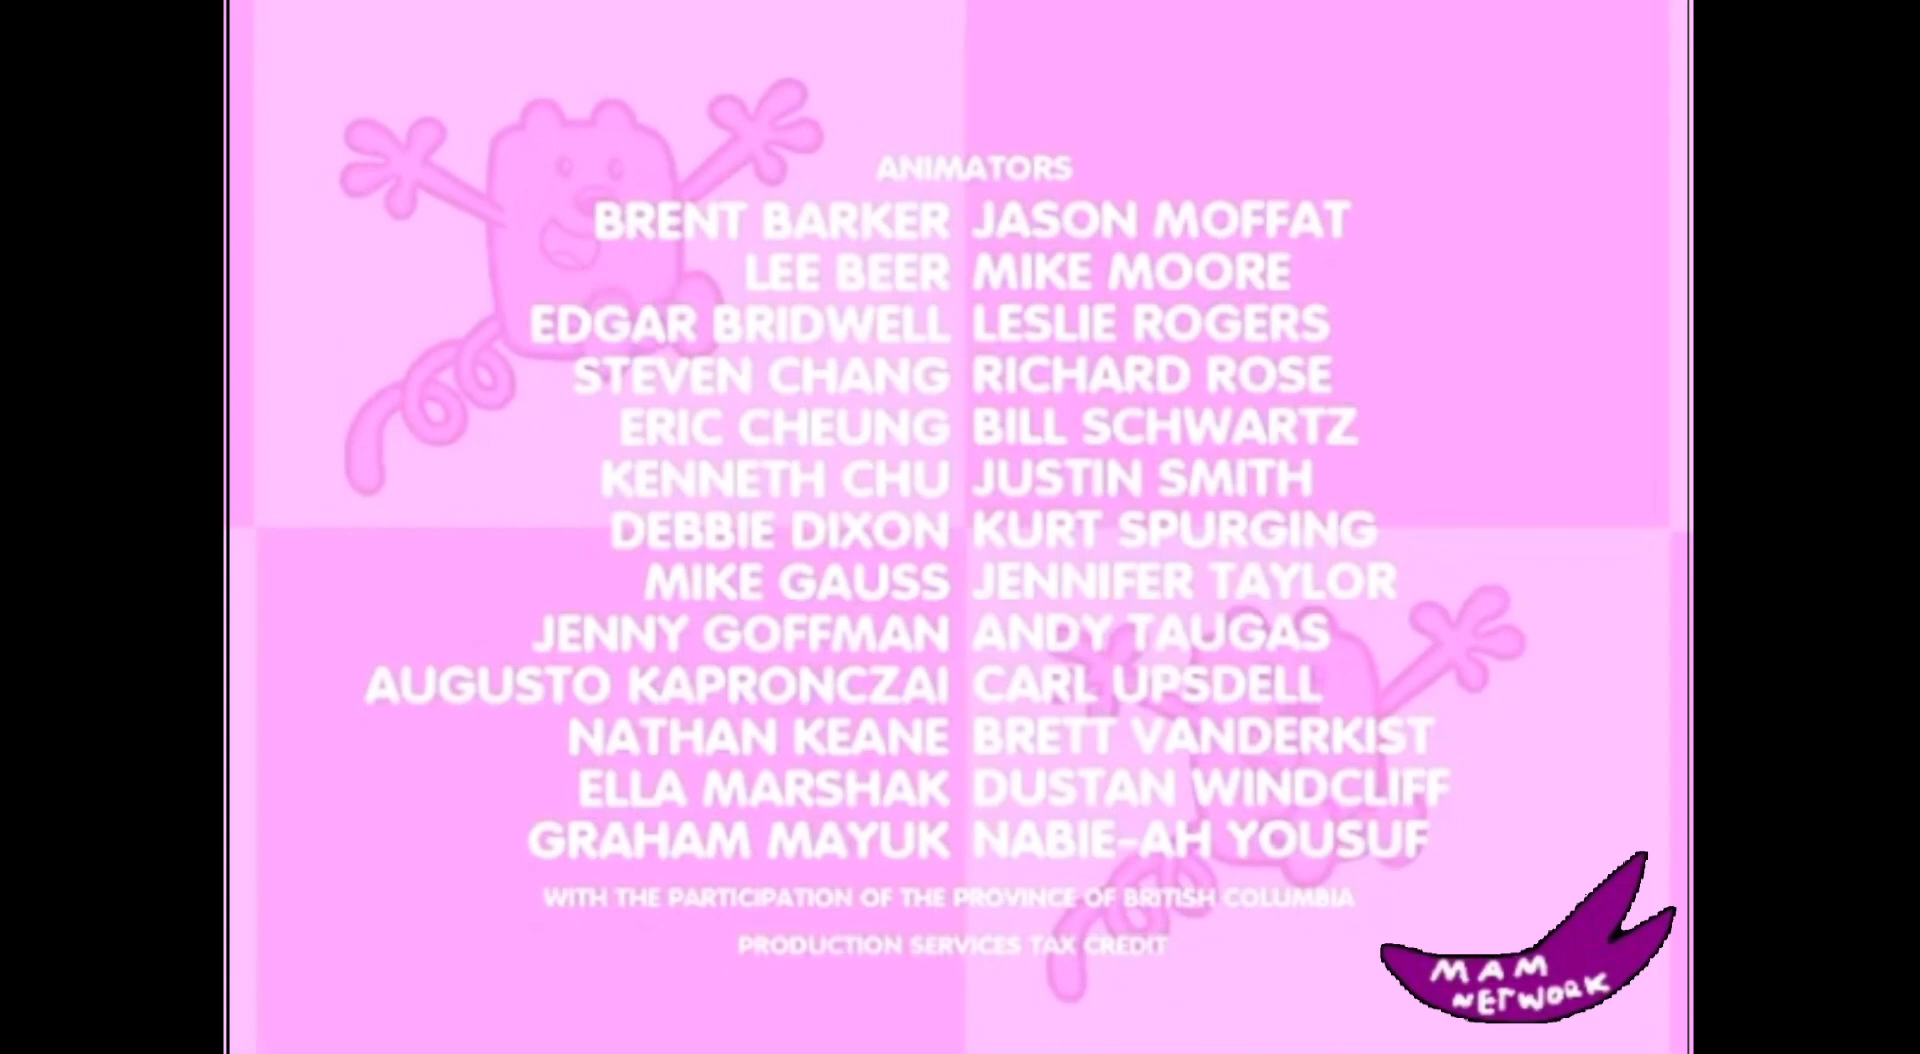 ANIMATORS
BRENT BARKER JASON MOFFAT
LEE BEER MIKE MOORE
EDGAR BRIDWELL LESLIE ROGERS
STEVEN CHANG RICHARD ROSE
ERIC CHEUNG BILL SCHWARTZ
KENNETH CHU JUSTIN SMITH
DEBBIE DIXON KURT SPURGING
MIKE GAUSS JENNIFER TAYLOR
JENNY GOFFMAN ANDY TAUGAS
AUGUSTO KAPRONCZAI CARL UPSDELL
NATHAN KEANE BRETT VANDERKIST
ELLA MARSHAK DUSTAN WINDCLIFF
GRAHAM MAYUK NABIE-AH YOUSUF
WITH THE PARTICIPATION OF THE PROVINCE OF BRITISH COLUMBIA
PRODUCTION SERVICES TAX CREDIT
MAM
NETWORK